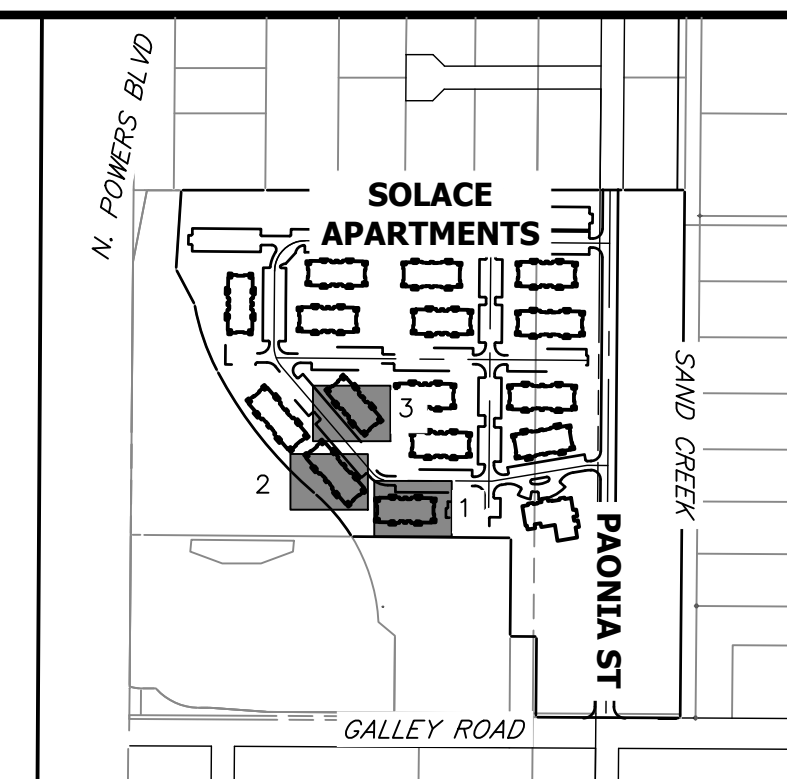 N. POWERS BLVD
SOLACE
APARTMENTS
SAND CREEK
3
2
1
PAONIA ST
GALLEY ROAD